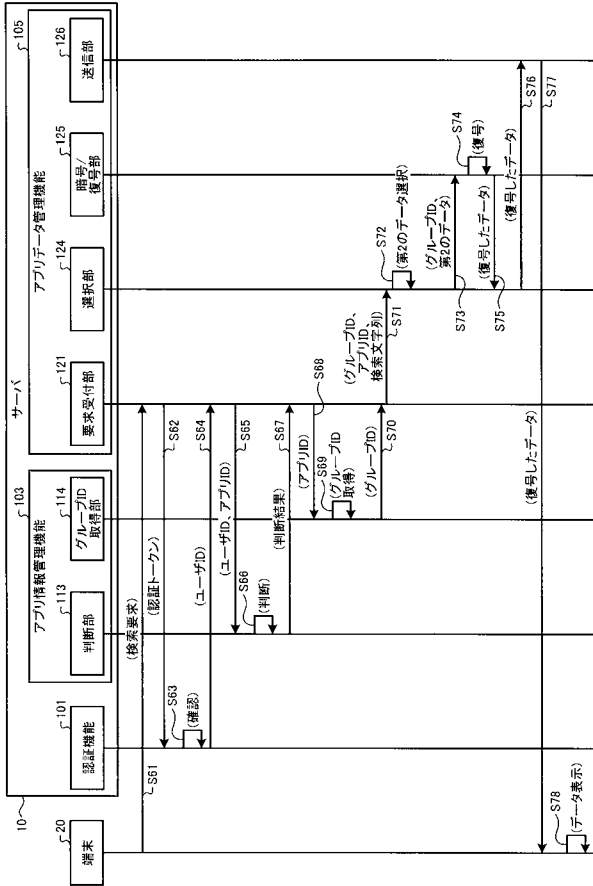 10
サーバ
103
アプリ情報管理機能
105
アプリデータ管理機能
20
端末
101
認証機能
113
判断部
114
グループID
取得部
121
要求受付部
124
選択部
125
暗号/
復号部
126
送信部
S61
(検索要求)
S62
(認証トークン)
S63
(確認)
S64
(ユーザID)
S65
(ユーザID、アプリID)
S66
(判断)
S67
(判断結果)
S68
(アプリID)
S69
(グループID
取得)
S70
(グループID)
S71
(グループID、
アプリID、
検索文字列)
S72
(第2のデータ選択)
S73
(グループID、
第2のデータ)
S74
(復号)
S75
(復号したデータ)
S76
(復号したデータ)
S77
(復号したデータ)
S78
(データ表示)